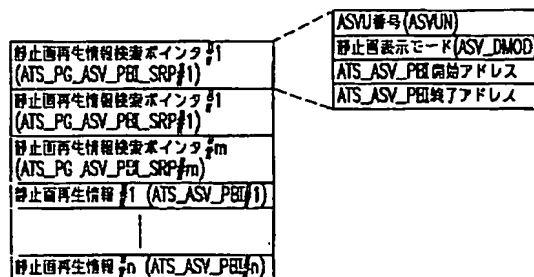 静止画再生情報検索ポインタ#1
(ATS_PG_ASV_PBI_SRP#1)
静止画再生情報検索ポインタ#1
(ATS_PG_ASV_PBI_SRP#1)
静止画再生情報検索ポインタ#m
(ATS_PG ASV_PBI_SRP#m)
静止画再生情報 #1 (ATS_ASV_PBI#1)
静止画再生情報 #n (ATS_ASV_PBI#n)
ASVU番号(ASVUN)
静止画表示モード(ASV_DMOD)
ATS_ASV_PBI開始アドレス
ATS_ASV_PBI終了アドレス